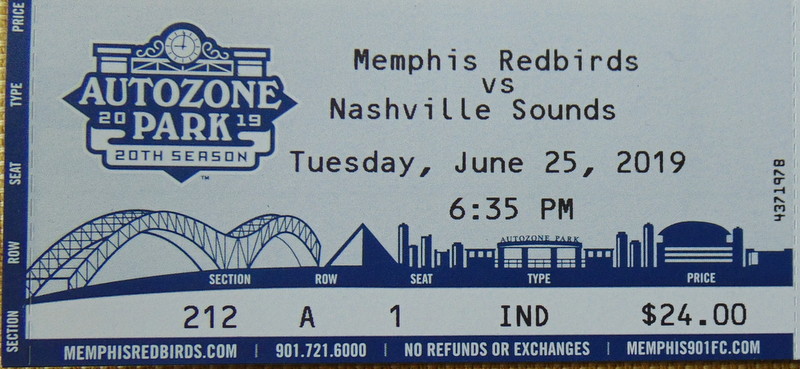 PRICE
TYPE
SEAT
ROW
SECTION
AUTOZONE
20 19
PARK
20TH SEASON
TM
Memphis Redbirds
vs
Nashville Sounds
Tuesday, June 25, 2019
6:35 PM
4371978
AUTOZONE PARK
SECTION ROW SEAT TYPE PRICE
212 A 1 IND $24.00
MEMPHISREDBIRDS.COM | 901.721.6000 | NO REFUNDS OR EXCHANGES | MEMPHIS901FC.COM